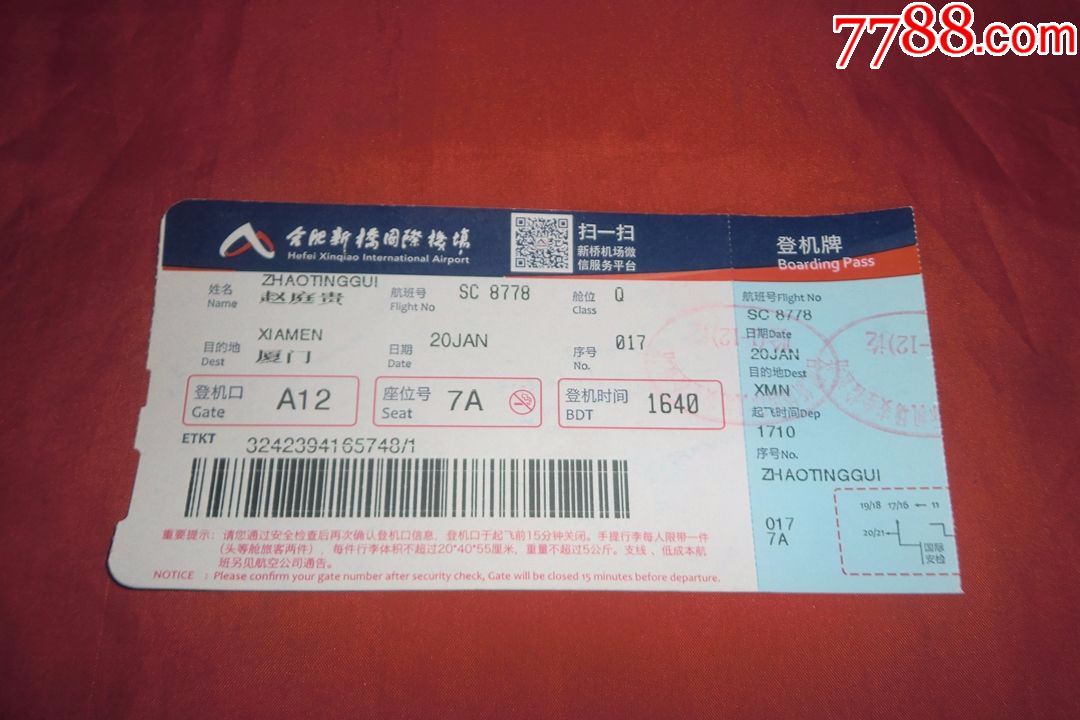 7788.com
合肥新橋国際機場
Hefei Xinqiao International Airport
扫一扫
新桥机场微
信服务平台
登机牌
Boarding Pass
姓名
Name
ZHAOTINGGUI
赵庭贵
航班号
Flight No
SC 8778
舱位
Class
Q
目的地
Dest
XIAMEN
厦门
日期
Date
20JAN
序号
No.
017
登机口
Gate
A12
座位号
Seat
7A
登机时间
BDT
1640
ETKT
3242394165748/1
重要提示：请您通过安全检查后再次确认登机口信息，登机口于起飞前15分钟关闭。手提行李每人限带一件
（头等舱旅客两件），每件行李体积不超过20*40*55厘米，重量不超过5公斤。支线、低成本航
班另见航空公司通告。
NOTICE ：Please confirm your gate number after security check, Gate will be closed 15 minutes before departure.
航班号Flight No
SC 8778
日期Date
20JAN
目的地Dest
XMN
起飞时间Dep
1710
序号No.
ZHAOTINGGUI
017
7A
19/18 17/16 ← 11
20/21
国际
安检